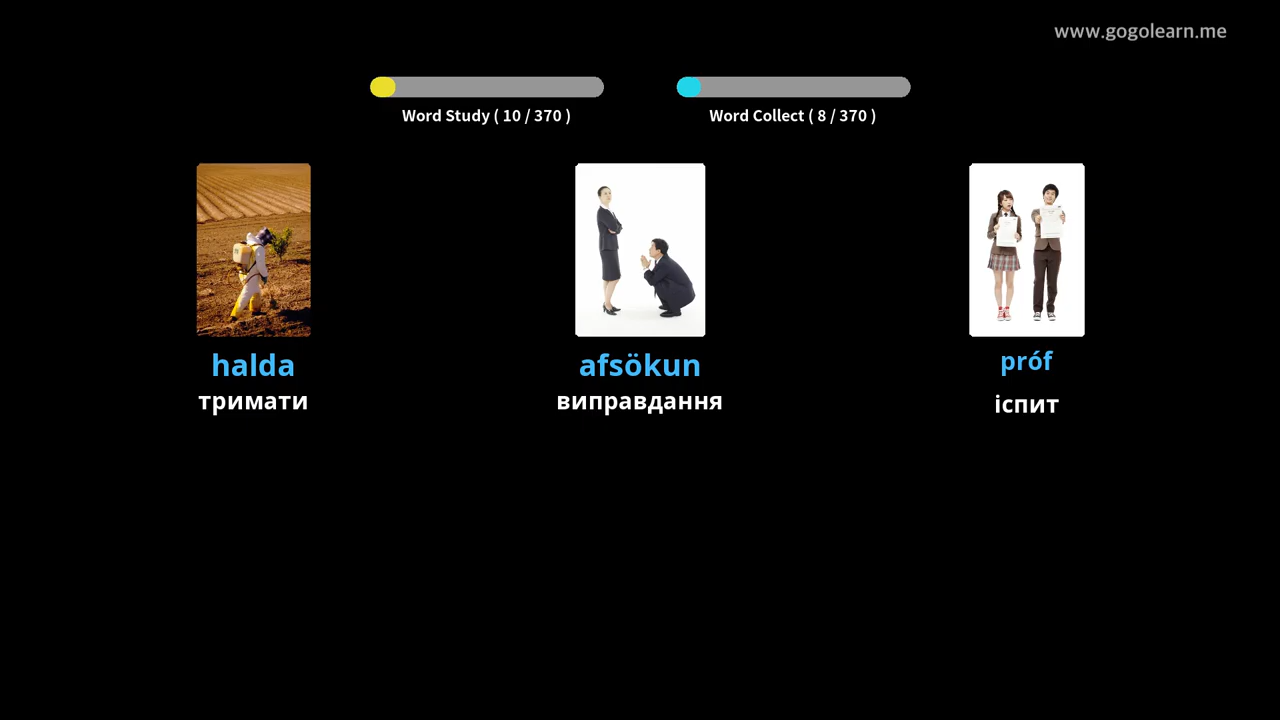 www.gogolearn.me
Word Study ( 10 / 370 )
Word Collect ( 8 / 370 )
halda
тримати
afsökun
виправдання
próf
іспит